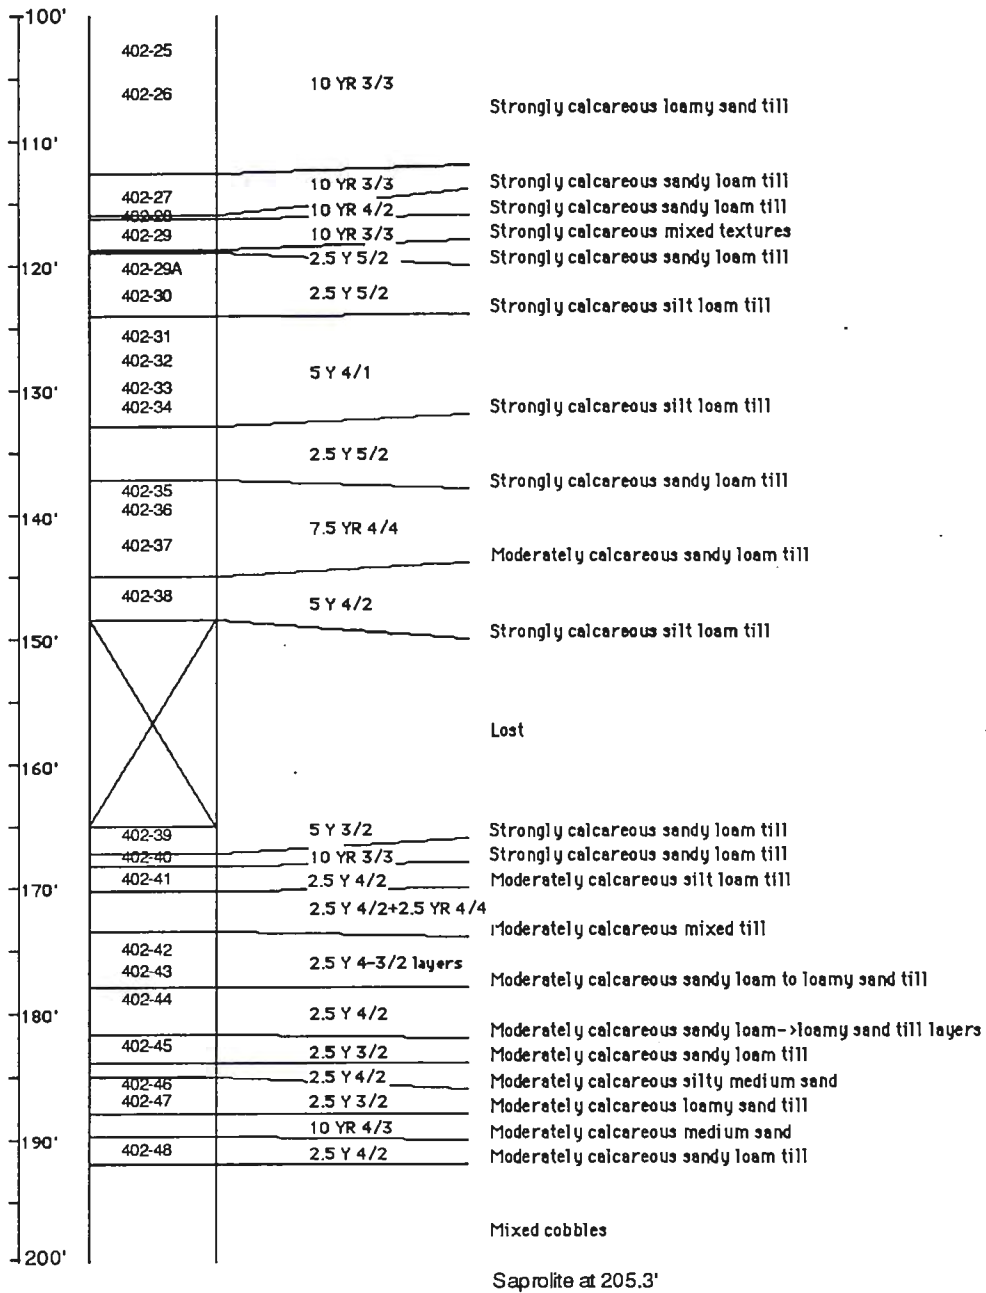 100'
402-25
10 YR 3/3
402-26
Strongly calcareous loamy sand till
110'
10 YR 3/3
Strongly calcareous sandy loam till
402-27
10 YR 4/2
Strongly calcareous sandy loam till
402-28
402-29
10 YR 3/3
Strongly calcareous mixed textures
2.5 Y 5/2
Strongly calcareous sandy loam till
120'
402-29A
402-30
2.5 Y 5/2
Strongly calcareous silt loam till
402-31
402-32
5 Y 4/1
130'
402-33
402-34
Strongly calcareous silt loam till
2.5 Y 5/2
Strongly calcareous sandy loam till
402-35
402-36
140'
7.5 YR 4/4
402-37
Moderately calcareous sandy loam till
402-38
5 Y 4/2
Strongly calcareous silt loam till
150'
Lost
160'
402-39
5 Y 3/2
Strongly calcareous sandy loam till
402-40
10 YR 3/3
Strongly calcareous sandy loam till
402-41
2.5 Y 4/2
Moderately calcareous silt loam till
170'
2.5 Y 4/2+2.5 YR 4/4
Moderately calcareous mixed till
402-42
402-43
2.5 Y 4-3/2 layers
Moderately calcareous sandy loam to loamy sand till
402-44
180'
2.5 Y 4/2
Moderately calcareous sandy loam->loamy sand till layers
402-45
2.5 Y 3/2
Moderately calcareous sandy loam till
402-46
2.5 Y 4/2
Moderately calcareous silty medium sand
402-47
2.5 Y 3/2
Moderately calcareous loamy sand till
190'
10 YR 4/3
Moderately calcareous medium sand
402-48
2.5 Y 4/2
Moderately calcareous sandy loam till
Mixed cobbles
200'
Saprolite at 205.3'